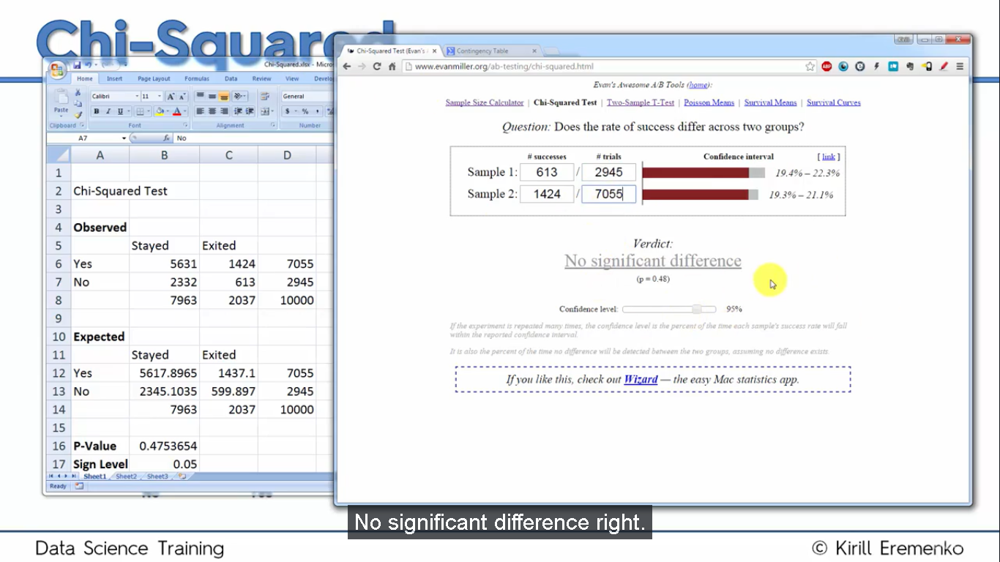 Chi-Squared
Chi-Squared.xlsx - Micros
Home Insert Page Layout Formulas Data Review View Develo
Calibri 11 A A General
Paste B I U A $ % ,
Clipboard Font Alignment Number
A7 fx No
A B C D
1
2 Chi-Squared Test
3
4 Observed
5 Stayed Exited
6 Yes 5631 1424 7055
7 No 2332 613 2945
8 7963 2037 10000
9
10 Expected
11 Stayed Exited
12 Yes 5617.8965 1437.1 7055
13 No 2345.1035 599.897 2945
14 7963 2037 10000
15
16 P-Value 0.4753654
17 Sign Level 0.05
Sheet1 Sheet2 Sheet3
Ready
Chi-Squared Test (Evan's Contingency Table
www.evanmiller.org/ab-testing/chi-squared.html
ABP
Evan's Awesome A/B Tools (home):
Sample Size Calculator | Chi-Squared Test | Two-Sample T-Test | Poisson Means | Survival Means | Survival Curves
Question: Does the rate of success differ across two groups?
# successes # trials Confidence interval [ link ]
Sample 1: 613 / 2945 19.4% – 22.3%
Sample 2: 1424 / 7055 19.3% – 21.1%
Verdict:
No significant difference
(p = 0.48)
Confidence level: 95%
If the experiment is repeated many times, the confidence level is the percent of the time each sample's success rate will fall
within the reported confidence interval.
It is also the percent of the time no difference will be detected between the two groups, assuming no difference exists.
If you like this, check out Wizard — the easy Mac statistics app.
No significant difference right.
Data Science Training
© Kirill Eremenko